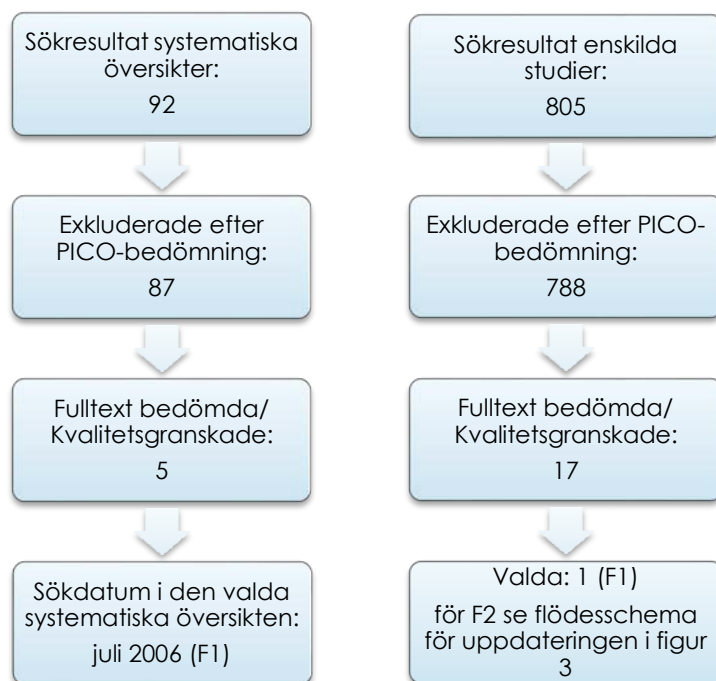 Sökresultat systematiska
översikter:
92
Exkluderade efter
PICO-bedömning:
87
Fulltext bedömda/
Kvalitetsgranskade:
5
Sökdatum i den valda
systematiska översikten:
juli 2006 (F1)
Sökresultat enskilda
studier:
805
Exkluderade efter PICO-
bedömning:
788
Fulltext bedömda/
Kvalitetsgranskade:
17
Valda: 1 (F1)
för F2 se flödesschema
för uppdateringen i figur
3